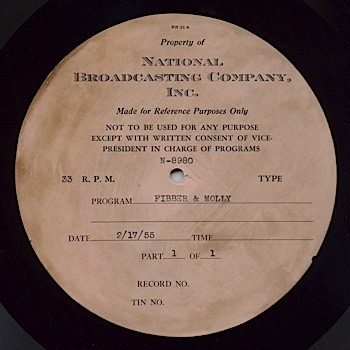 RR 35 A
Property of
NATIONAL
BROADCASTING COMPANY,
INC.
Made for Reference Purposes Only
NOT TO BE USED FOR ANY PURPOSE
EXCEPT WITH WRITTEN CONSENT OF VICE-
PRESIDENT IN CHARGE OF PROGRAMS
N-8980
33 R. P. M. TYPE
PROGRAM FIBBER & MOLLY
DATE 2/17/55 TIME
PART 1 OF 1
RECORD NO.
TIN NO.